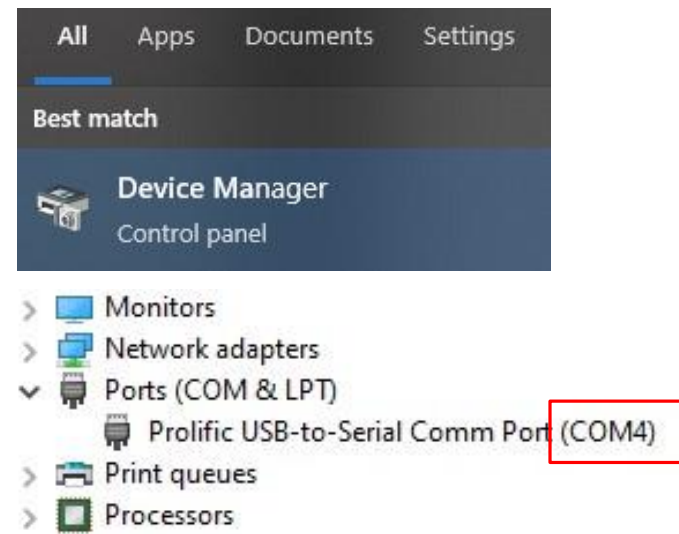 All Apps Documents Settings
Best match
Device Manager
Control panel
Monitors
Network adapters
Ports (COM & LPT)
Prolific USB-to-Serial Comm Port (COM4)
Print queues
Processors